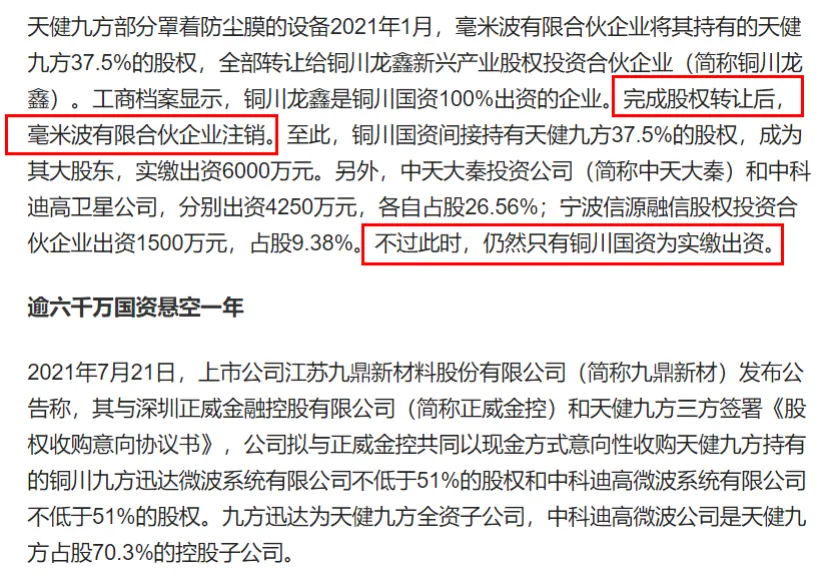 天健九方部分罩着防尘膜的设备2021年1月，毫米波有限合伙企业将其持有的天健
九方37.5%的股权，全部转让给铜川龙鑫新兴产业股权投资合伙企业（简称铜川龙
鑫）。工商档案显示，铜川龙鑫是铜川国资100%出资的企业。完成股权转让后，
毫米波有限合伙企业注销。至此，铜川国资间接持有天健九方37.5%的股权，成为
其大股东，实缴出资6000万元。另外，中天大秦投资公司（简称中天大秦）和中科
迪高卫星公司，分别出资4250万元，各自占股26.56%；宁波信源融信股权投资合
伙企业出资1500万元，占股9.38%。不过此时，仍然只有铜川国资为实缴出资。
逾六千万国资悬空一年
2021年7月21日，上市公司江苏九鼎新材料股份有限公司（简称九鼎新材）发布公
告称，其与深圳正威金融控股有限公司（简称正威金控）和天健九方三方签署《股
权收购意向协议书》，公司拟与正威金控共同以现金方式意向性收购天健九方持有
的铜川九方迅达微波系统有限公司不低于51%的股权和中科迪高微波系统有限公司
不低于51%的股权。九方迅达为天健九方全资子公司，中科迪高微波公司是天健九
方占股70.3%的控股子公司。